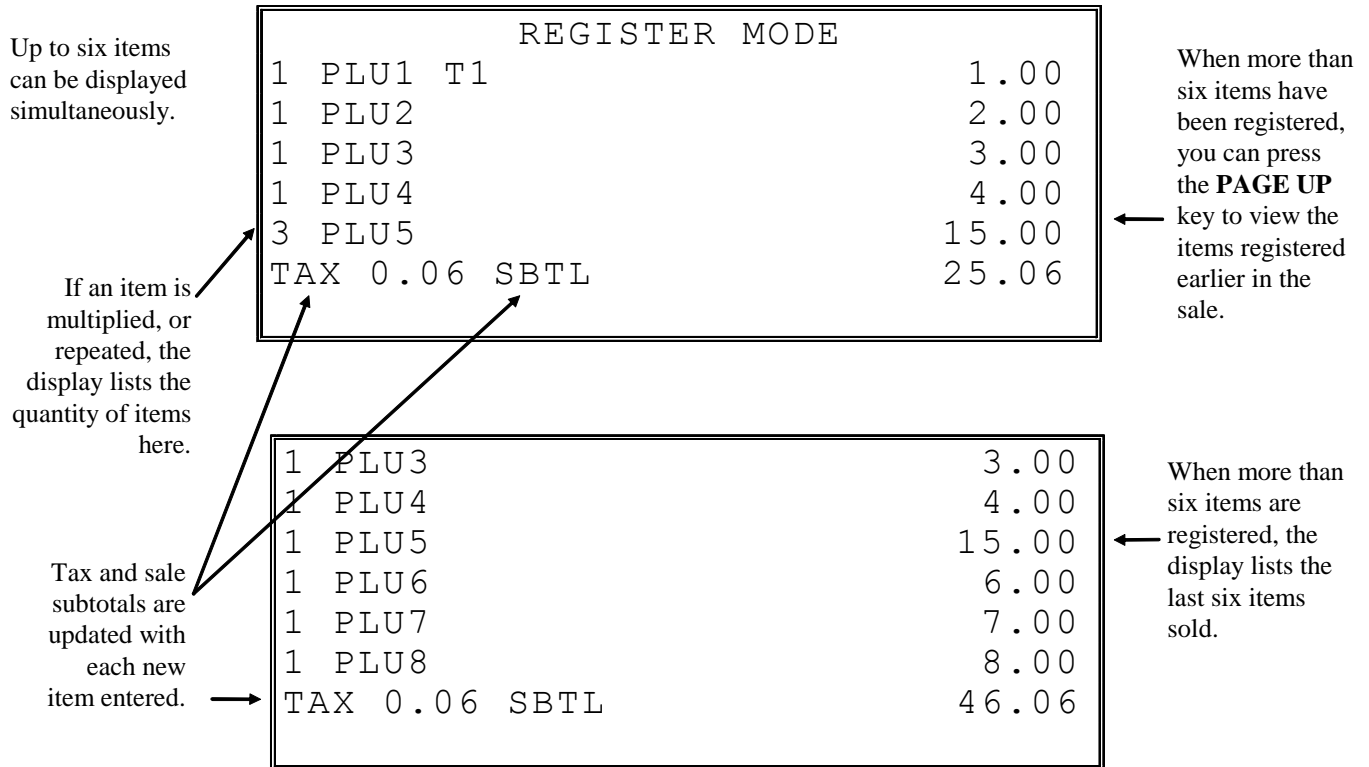 Up to six items
can be displayed
simultaneously.
REGISTER MODE
1 PLU1 T1 1.00
1 PLU2 2.00
1 PLU3 3.00
1 PLU4 4.00
3 PLU5 15.00
TAX 0.06 SBTL 25.06
When more than
six items have
been registered,
you can press
the PAGE UP
key to view the
items registered
earlier in the
sale.
If an item is
multiplied, or
repeated, the
display lists the
quantity of items
here.
1 PLU3 3.00
1 PLU4 4.00
1 PLU5 15.00
1 PLU6 6.00
1 PLU7 7.00
1 PLU8 8.00
TAX 0.06 SBTL 46.06
When more than
six items are
registered, the
display lists the
last six items
sold.
Tax and sale
subtotals are
updated with
each new
item entered.